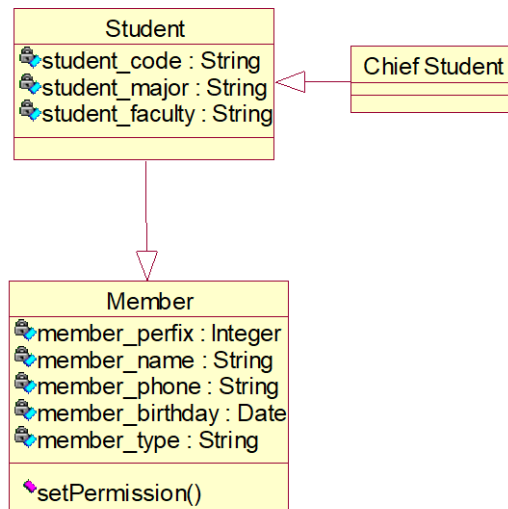 Student
student_code : String
student_major : String
student_faculty : String
Chief Student
Member
member_perfix : Integer
member_name : String
member_phone : String
member_birthday : Date
member_type : String
setPermission()